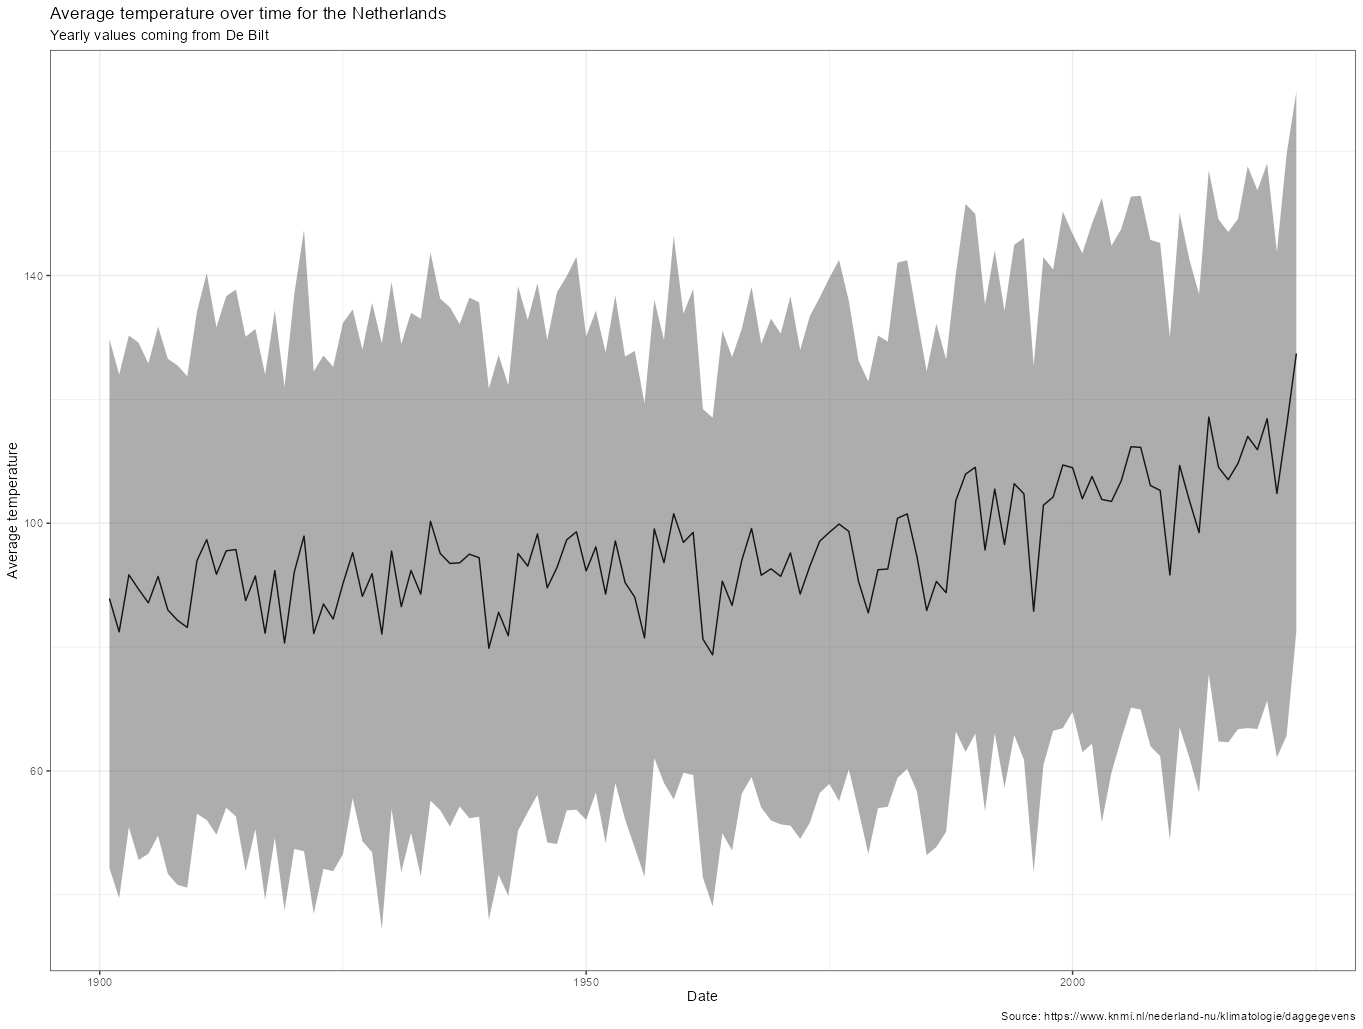 Average temperature over time for the Netherlands
Yearly values coming from De Bilt
Average temperature
140
100
60
1900
1950
2000
Date
Source: https://www.knmi.nl/nederland-nu/klimatologie/daggegevens